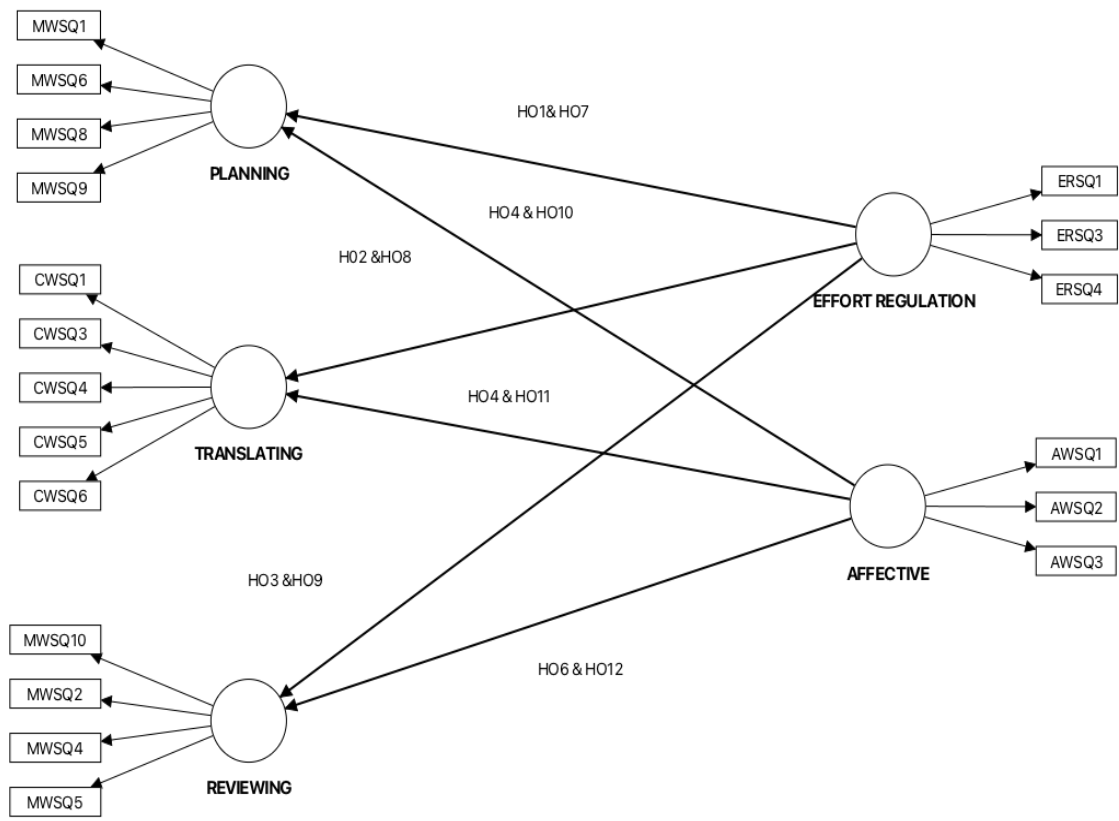 MWSQ1
MWSQ6
MWSQ8
MWSQ9
PLANNING
HO1& HO7
HO4 & HO10
H02 &HO8
ERSQ1
ERSQ3
ERSQ4
EFFORT REGULATION
CWSQ1
CWSQ3
CWSQ4
CWSQ5
CWSQ6
TRANSLATING
HO4 & HO11
AWSQ1
AWSQ2
AWSQ3
AFFECTIVE
HO3 &HO9
HO6 & HO12
MWSQ10
MWSQ2
MWSQ4
MWSQ5
REVIEWING